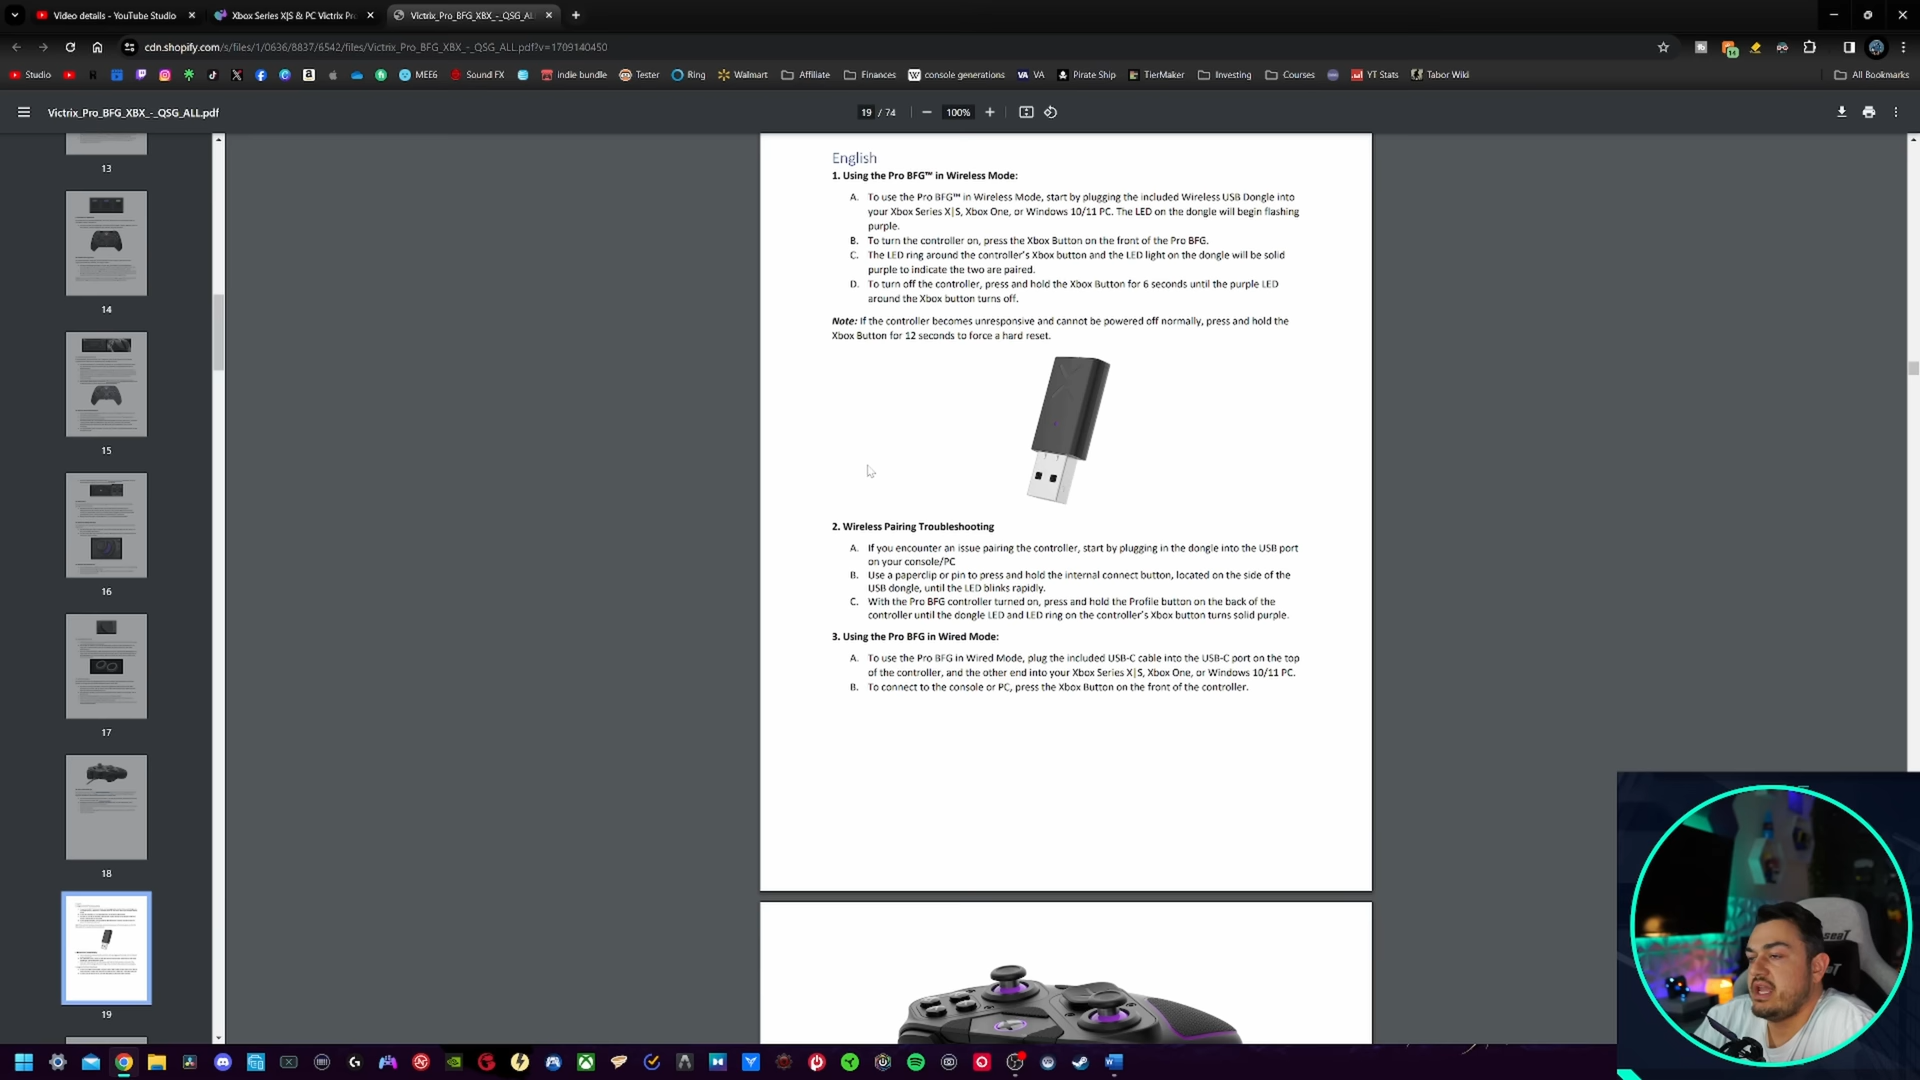 Video details - YouTube Studio
Xbox Series X|S & PC Victrix Pr
Victrix_Pro_BFG_XBX_-_QSG_AL
cdn.shopify.com/s/files/1/0636/8837/6542/files/Victrix_Pro_BFG_XBX_-_QSG_ALL.pdf?v=1709140450
14
Studio
MEE6
Sound FX
indie bundle
Tester
Ring
Walmart
Affiliate
Finances
console generations
VA
VA
Pirate Ship
TierMaker
Investing
Courses
YT Stats
Tabor Wiki
All Bookmarks
Victrix_Pro_BFG_XBX_-_QSG_ALL.pdf
19 / 74
100%
13
14
15
16
17
18
19
English
1. Using the Pro BFG™ in Wireless Mode:
A. To use the Pro BFG™ in Wireless Mode, start by plugging the included Wireless USB Dongle into
your Xbox Series X|S, Xbox One, or Windows 10/11 PC. The LED on the dongle will begin flashing
purple.
B. To turn the controller on, press the Xbox Button on the front of the Pro BFG.
C. The LED ring around the controller's Xbox button and the LED light on the dongle will be solid
purple to indicate the two are paired.
D. To turn off the controller, press and hold the Xbox Button for 6 seconds until the purple LED
around the Xbox button turns off.
Note: If the controller becomes unresponsive and cannot be powered off normally, press and hold the
Xbox Button for 12 seconds to force a hard reset.
2. Wireless Pairing Troubleshooting
A. If you encounter an issue pairing the controller, start by plugging in the dongle into the USB port
on your console/PC
B. Use a paperclip or pin to press and hold the internal connect button, located on the side of the
USB dongle, until the LED blinks rapidly.
C. With the Pro BFG controller turned on, press and hold the Profile button on the back of the
controller until the dongle LED and LED ring on the controller's Xbox button turns solid purple.
3. Using the Pro BFG in Wired Mode:
A. To use the Pro BFG in Wired Mode, plug the included USB-C cable into the USB-C port on the top
of the controller, and the other end into your Xbox Series X|S, Xbox One, or Windows 10/11 PC.
B. To connect to the console or PC, press the Xbox Button on the front of the controller.